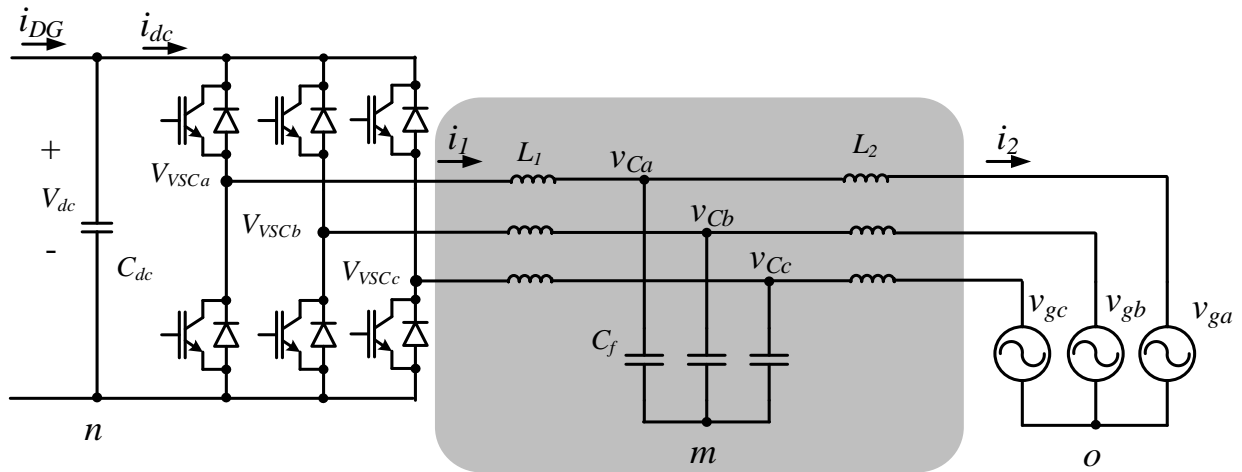 i_DG
i_dc
i_1
L_1
v_Ca
L_2
i_2
+
V_dc
-
C_dc
V_VSCa
V_VSCb
V_VSCc
v_Cb
v_Cc
C_f
v_gc
v_gb
v_ga
n
m
o